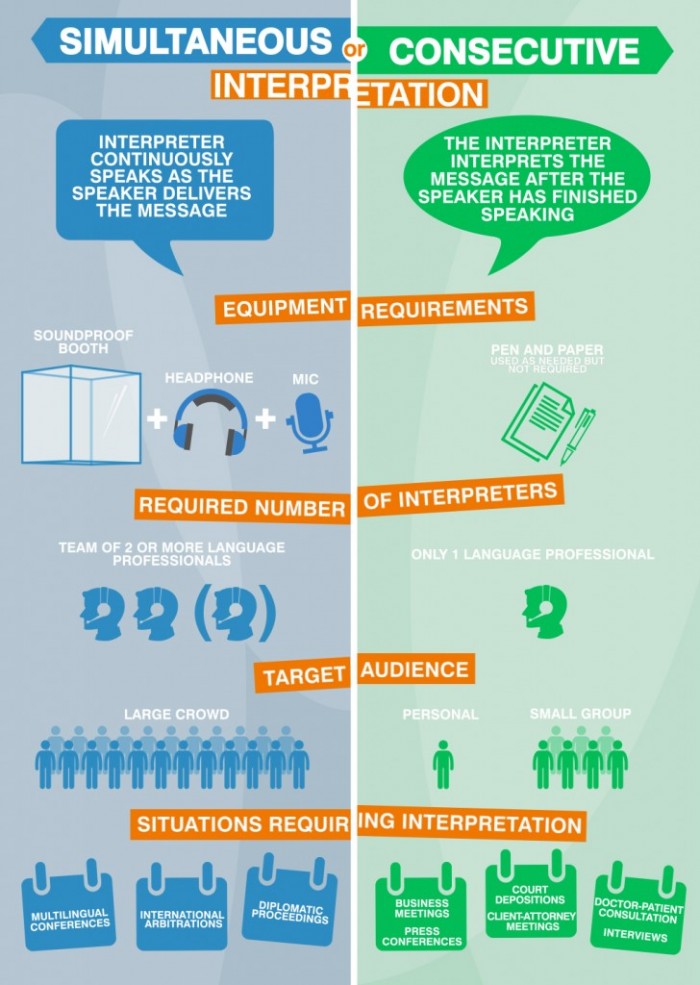 SIMULTANEOUS or CONSECUTIVE
INTERPRETATION
INTERPRETER
CONTINUOUSLY
SPEAKS AS THE
SPEAKER DELIVERS
THE MESSAGE
THE INTERPRETER
INTERPRETS THE
MESSAGE AFTER THE
SPEAKER HAS FINISHED
SPEAKING
EQUIPMENT REQUIREMENTS
SOUNDPROOF
BOOTH
HEADPHONE
MIC
PEN AND PAPER
USED AS NEEDED BUT
NOT REQUIRED
REQUIRED NUMBER OF INTERPRETERS
TEAM OF 2 OR MORE LANGUAGE
PROFESSIONALS
ONLY 1 LANGUAGE PROFESSIONAL
TARGET AUDIENCE
LARGE CROWD
PERSONAL
SMALL GROUP
SITUATIONS REQUIRING INTERPRETATION
MULTILINGUAL
CONFERENCES
INTERNATIONAL
ARBITRATIONS
DIPLOMATIC
PROCEEDINGS
BUSINESS
MEETINGS
PRESS
CONFERENCES
COURT
DEPOSITIONS
CLIENT-ATTORNEY
MEETINGS
DOCTOR-PATIENT
CONSULTATION
INTERVIEWS